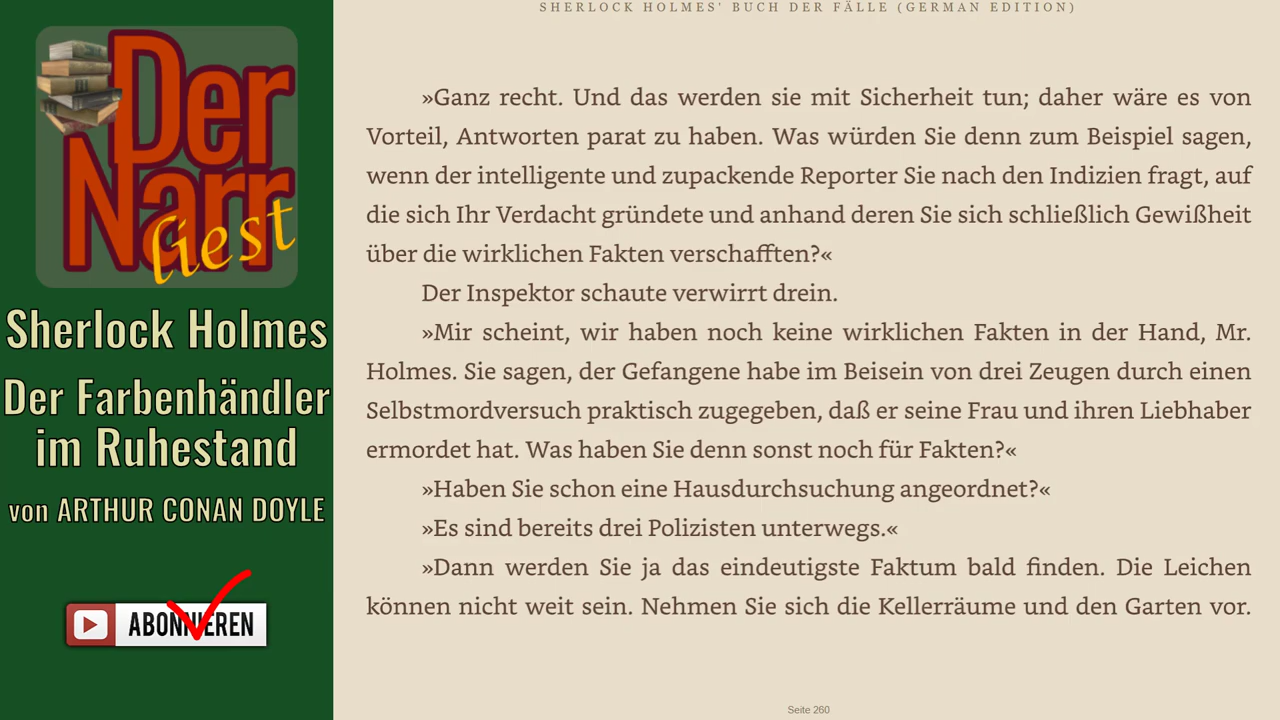 Der
Narr
liest
Sherlock Holmes
Der Farbenhändler
im Ruhestand
von ARTHUR CONAN DOYLE
ABONNIEREN
SHERLOCK HOLMES' BUCH DER FÄLLE (GERMAN EDITION)
»Ganz recht. Und das werden sie mit Sicherheit tun; daher wäre es von
Vorteil, Antworten parat zu haben. Was würden Sie denn zum Beispiel sagen,
wenn der intelligente und zupackende Reporter Sie nach den Indizien fragt, auf
die sich Ihr Verdacht gründete und anhand deren Sie sich schließlich Gewißheit
über die wirklichen Fakten verschafften?«
Der Inspektor schaute verwirrt drein.
»Mir scheint, wir haben noch keine wirklichen Fakten in der Hand, Mr.
Holmes. Sie sagen, der Gefangene habe im Beisein von drei Zeugen durch einen
Selbstmordversuch praktisch zugegeben, daß er seine Frau und ihren Liebhaber
ermordet hat. Was haben Sie denn sonst noch für Fakten?«
»Haben Sie schon eine Hausdurchsuchung angeordnet?«
»Es sind bereits drei Polizisten unterwegs.«
»Dann werden Sie ja das eindeutigste Faktum bald finden. Die Leichen
können nicht weit sein. Nehmen Sie sich die Kellerräume und den Garten vor.
Seite 260